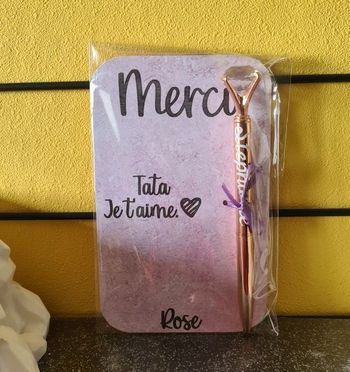 Merci
Tata
Je t'aime.
Rose